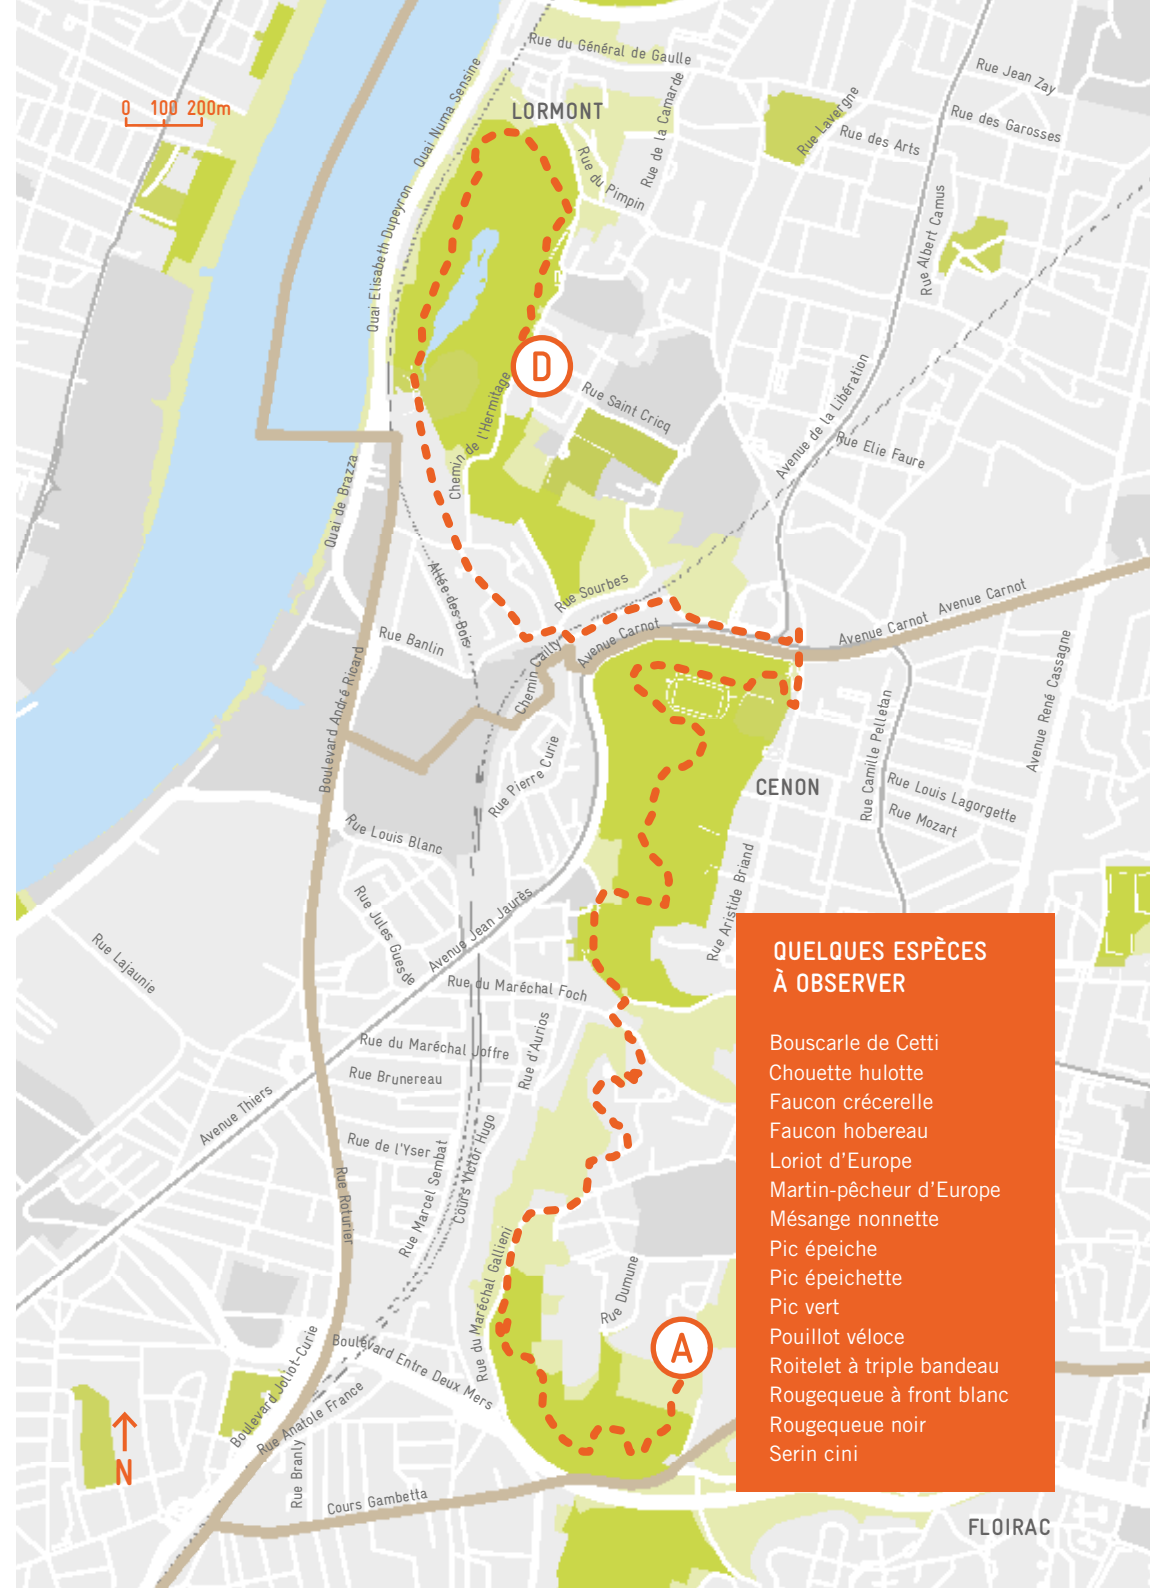 Rue du Général de Gaulle
Rue Jean Zay
0 100 200m
LORMONT
Quai Numa Sensine
Rue de la Camarde
Rue Lavergne
Rue des Arts
Rue des Garosses
Rue du Pimpin
Quai Elisabeth Dupeyron
Rue Albert Camus
D
Chemin de l'Hermitage
Rue Saint Cricq
Avenue de la Libération
Rue Elie Faure
Quai de Brazza
Allée des Bois
Rue Sourbes
Rue Banlin
Chemin Cailly
Avenue Carnot
Avenue Carnot
Avenue Carnot
Boulevard André Ricard
Avenue René Cassagne
Rue Camille Pelletan
Rue Pierre Curie
CENON
Rue Louis Lagorgette
Rue Mozart
Rue Louis Blanc
Rue Aristide Briand
Rue Jules Guesde
Avenue Jean Jaurès
Rue Lajaunie
Rue du Maréchal Foch
Rue du Maréchal Joffre
Rue d'Aurios
Rue Brunereau
Avenue Thiers
Rue de l'Yser
Rue Marcel Sembat
Cours Victor Hugo
Rue Roturier
Rue du Maréchal Gallieni
Rue Dumune
A
Boulevard Joliot-Curie
Boulevard Entre Deux Mers
Rue Anatole France
Rue Branly
N
Cours Gambetta
QUELQUES ESPÈCES
À OBSERVER
Bouscarle de Cetti
Chouette hulotte
Faucon crécerelle
Faucon hobereau
Loriot d'Europe
Martin-pêcheur d'Europe
Mésange nonnette
Pic épeiche
Pic épeichette
Pic vert
Pouillot véloce
Roitelet à triple bandeau
Rougequeue à front blanc
Rougequeue noir
Serin cini
FLOIRAC